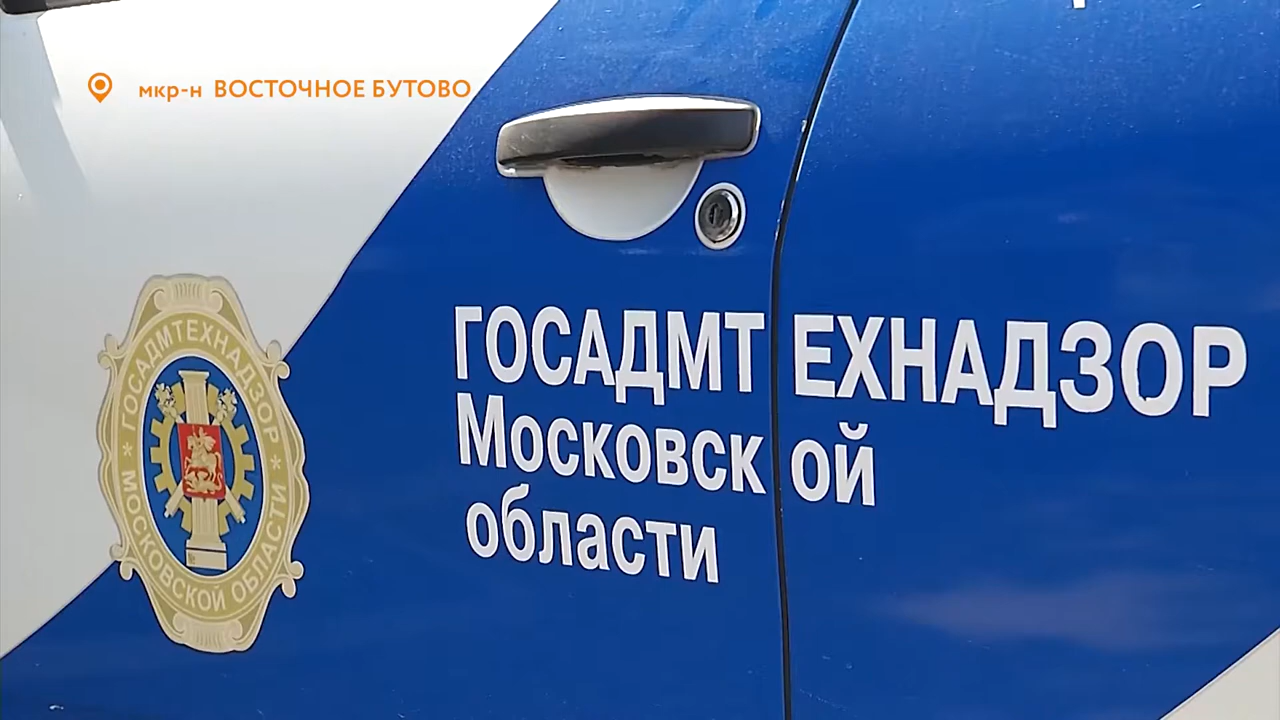 мкр-н ВОСТОЧНОЕ БУТОВО
ГОСАДМТЕХНАДЗОР
Московской
области
* ГОСАДМТЕХНАДЗОР *
МОСКОВСКОЙ ОБЛАСТИ